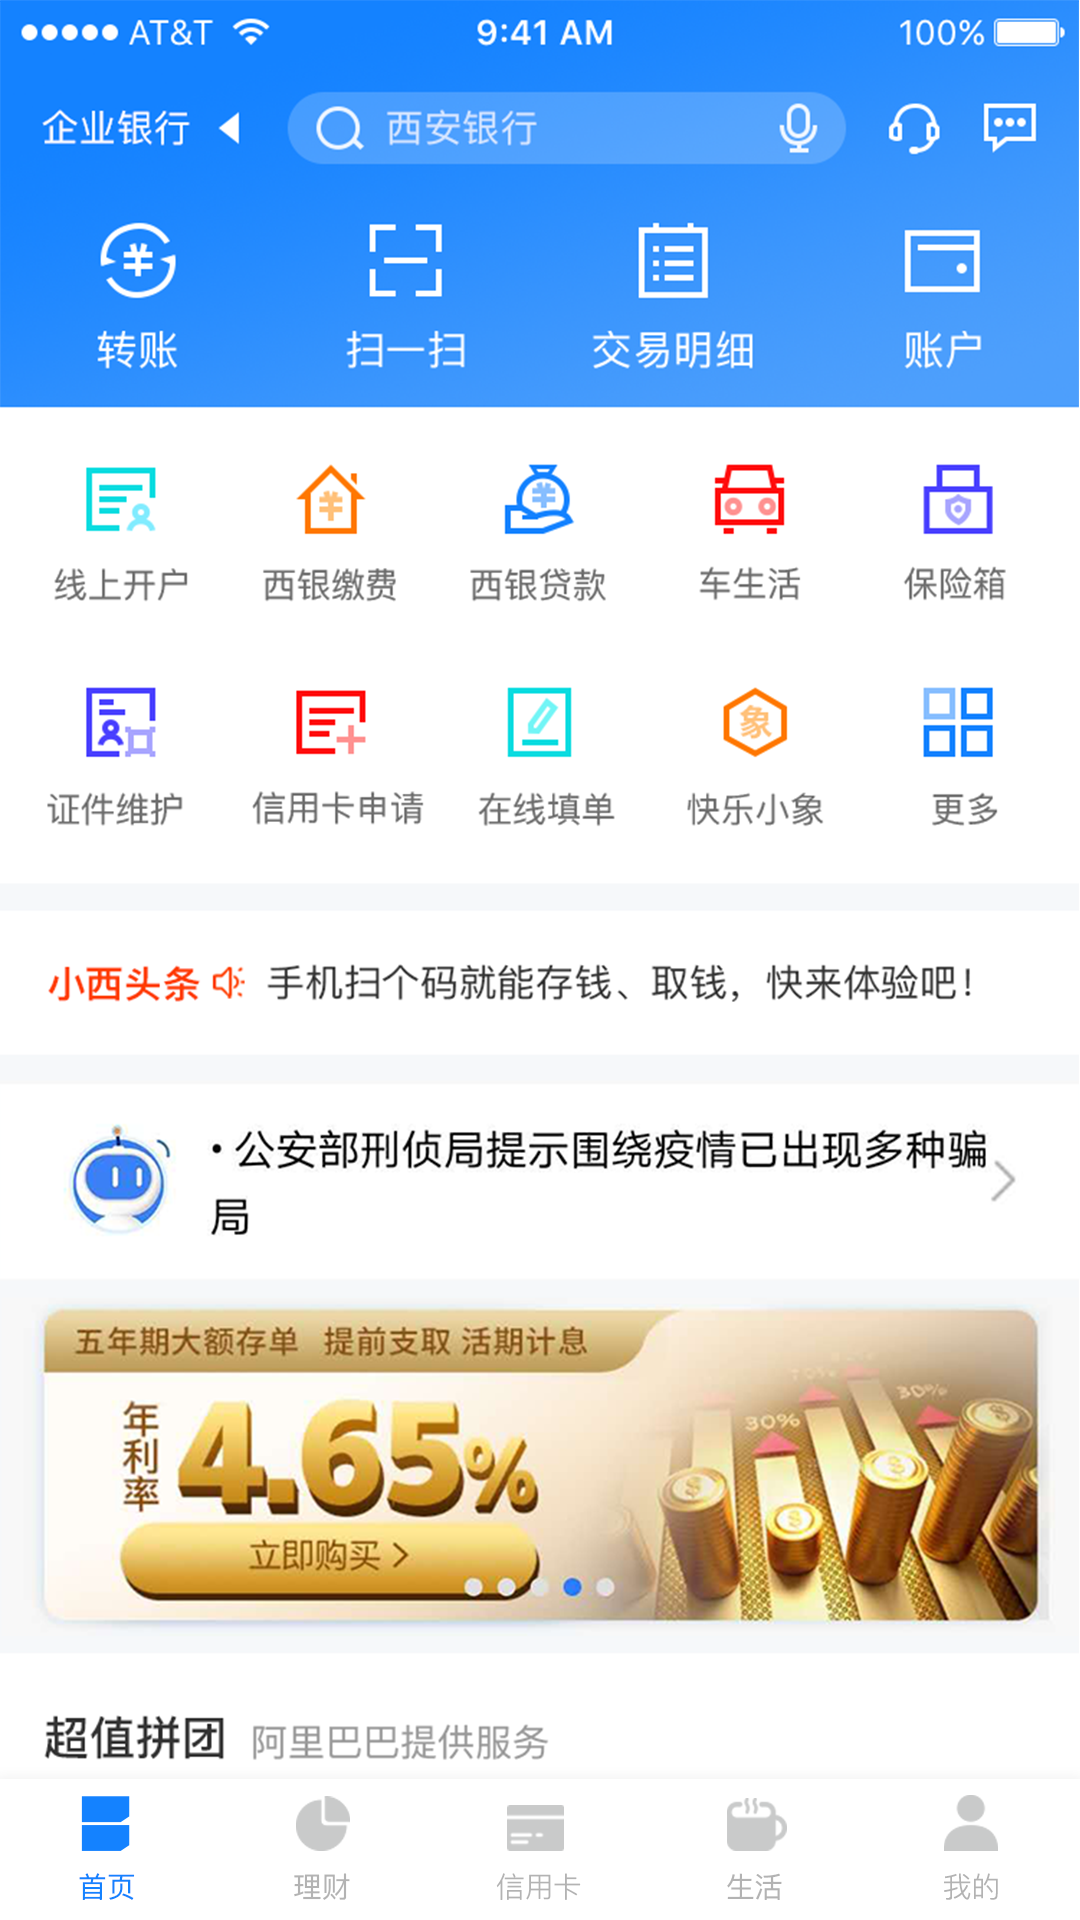 AT&T 9:41 AM 100%
企业银行 西安银行
转账 扫一扫 交易明细 账户
线上开户 西银缴费 西银贷款 车生活 保险箱
象
证件维护 信用卡申请 在线填单 快乐小象 更多
小西头条 手机扫个码就能存钱、取钱，快来体验吧！
• 公安部刑侦局提示围绕疫情已出现多种骗
局
五年期大额存单 提前支取 活期计息
年利率 4.65%
30% 30%
立即购买 >
超值拼团 阿里巴巴提供服务
首页 理财 信用卡 生活 我的